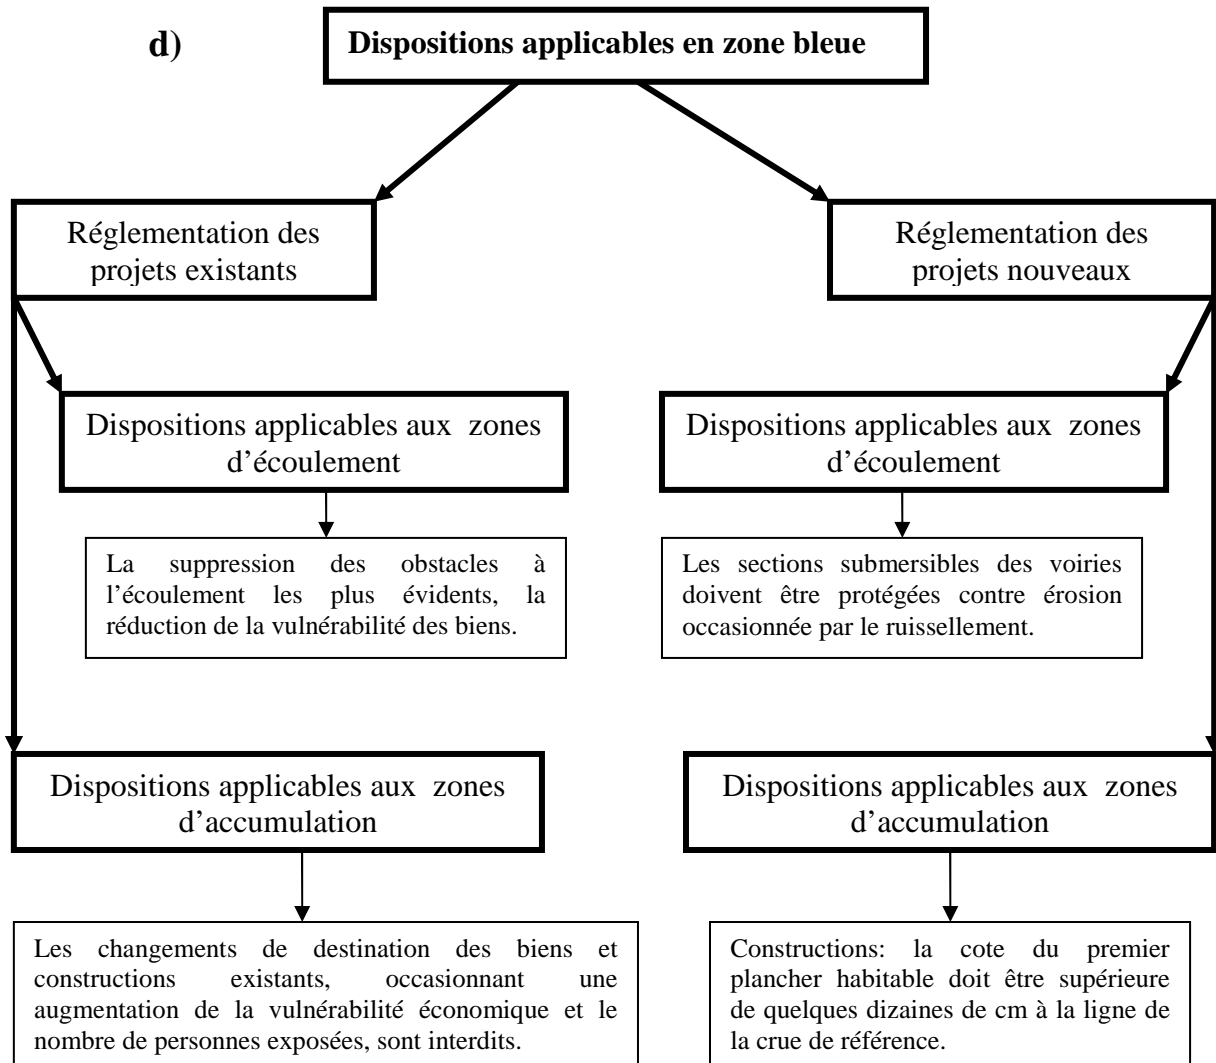 d)
Dispositions applicables en zone bleue
Réglementation des
projets existants
Réglementation des
projets nouveaux
Dispositions applicables aux zones
d’écoulement
Dispositions applicables aux zones
d’écoulement
La suppression des obstacles à
l’écoulement les plus évidents, la
réduction de la vulnérabilité des biens.
Les sections submersibles des voiries
doivent être protégées contre érosion
occasionnée par le ruissellement.
Dispositions applicables aux zones
d’accumulation
Dispositions applicables aux zones
d’accumulation
Les changements de destination des biens et
constructions existants, occasionnant une
augmentation de la vulnérabilité économique et le
nombre de personnes exposées, sont interdits.
Constructions: la cote du premier
plancher habitable doit être supérieure
de quelques dizaines de cm à la ligne de
la crue de référence.